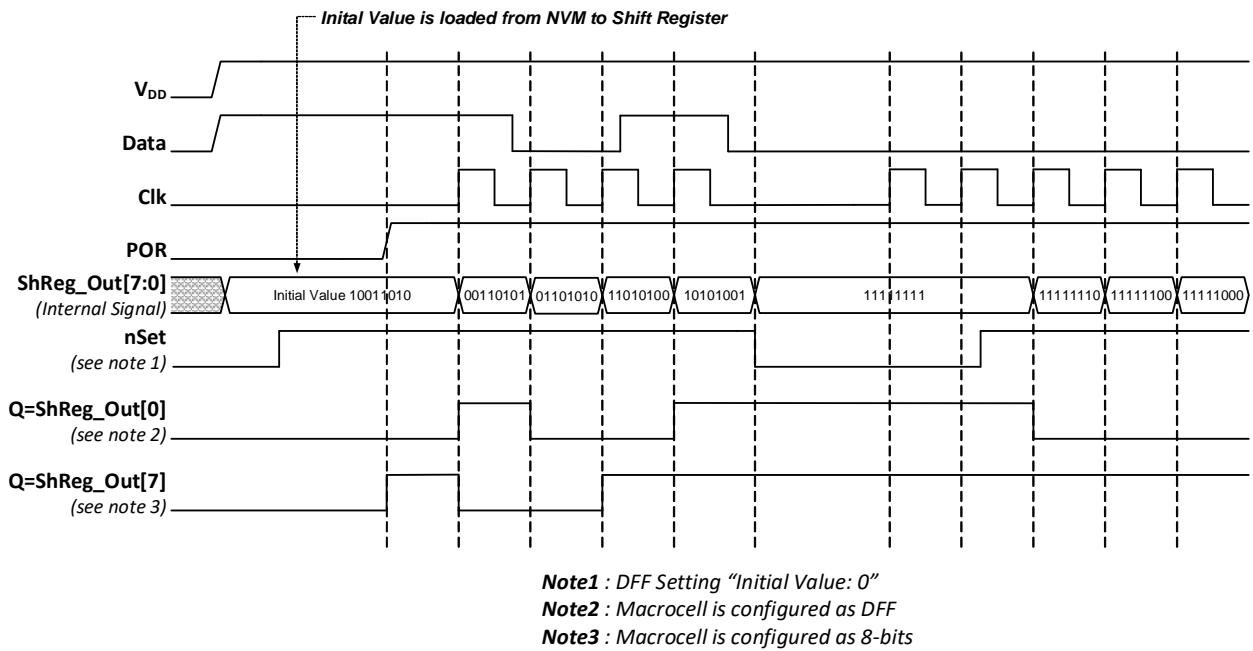 Inital Value is loaded from NVM to Shift Register
VDD
Data
Clk
POR
ShReg_Out[7:0]
(Internal Signal)
Initial Value 10011010 00110101 01101010 11010100 10101001 11111111 11111110 11111100 11111000
nSet
(see note 1)
Q=ShReg_Out[0]
(see note 2)
Q=ShReg_Out[7]
(see note 3)
Note1 : DFF Setting “Initial Value: 0”
Note2 : Macrocell is configured as DFF
Note3 : Macrocell is configured as 8-bits